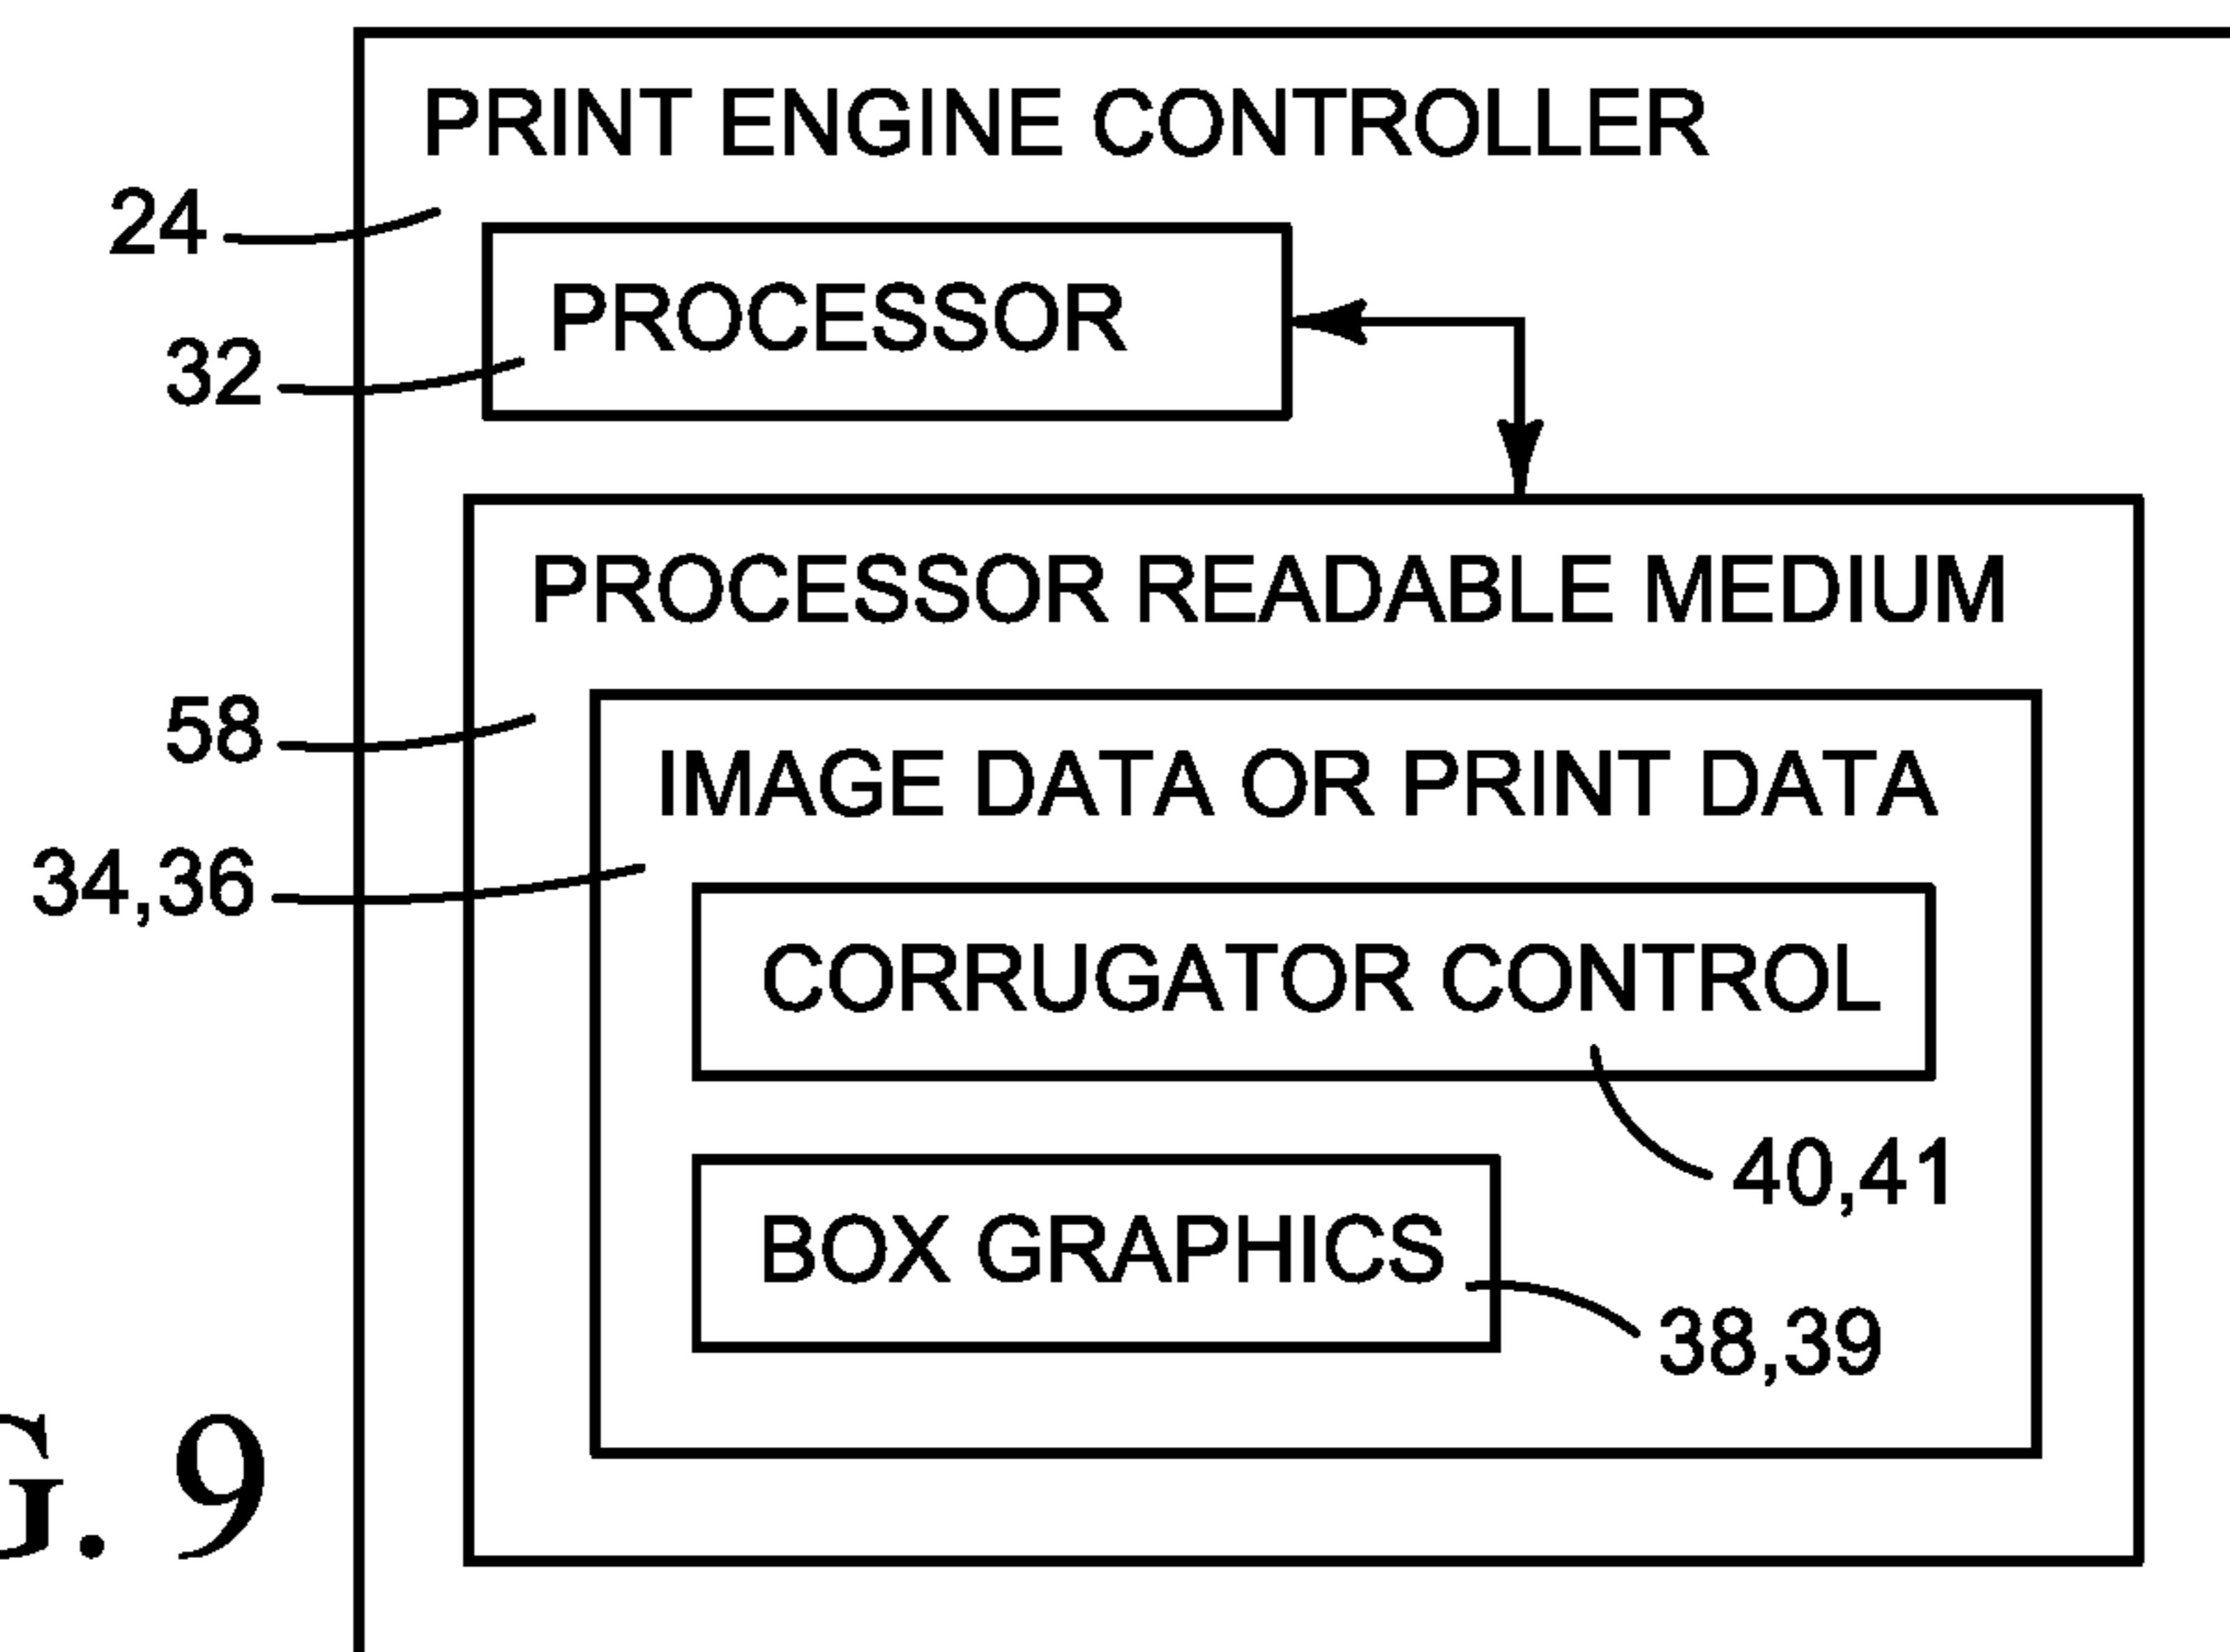 PRINT ENGINE CONTROLLER
24
PROCESSOR
32
PROCESSOR READABLE MEDIUM
58
IMAGE DATA OR PRINT DATA
34,36
CORRUGATOR CONTROL
40,41
BOX GRAPHICS
38,39
G. 9